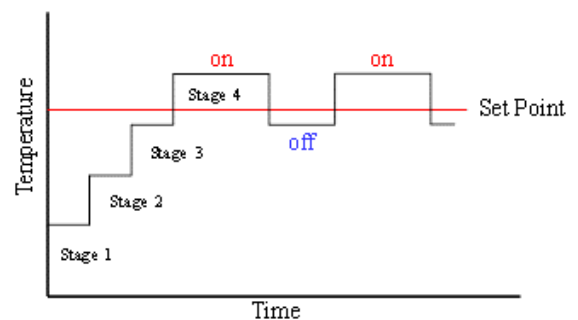 on
on
Stage 4
Set Point
off
Stage 3
Stage 2
Stage 1
Temperature
Time